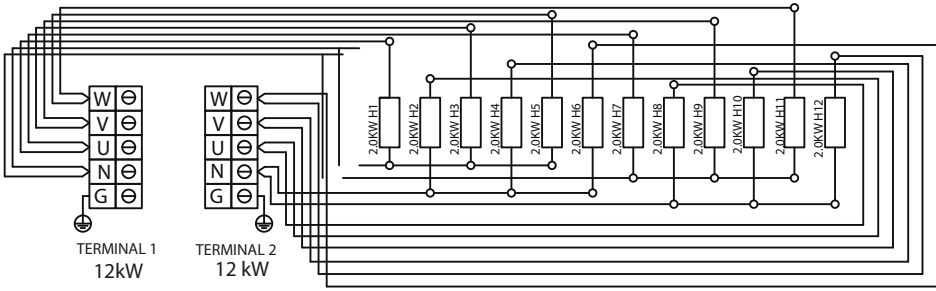 W
V
U
N
G
TERMINAL 1
12kW
W
V
U
N
G
TERMINAL 2
12 kW
2.0KW H1
2.0KW H2
2.0KW H3
2.0KW H4
2.0KW H5
2.0KW H6
2.0KW H7
2.0KW H8
2.0KW H9
2.0KW H10
2.0KW H11
2.0KW H12